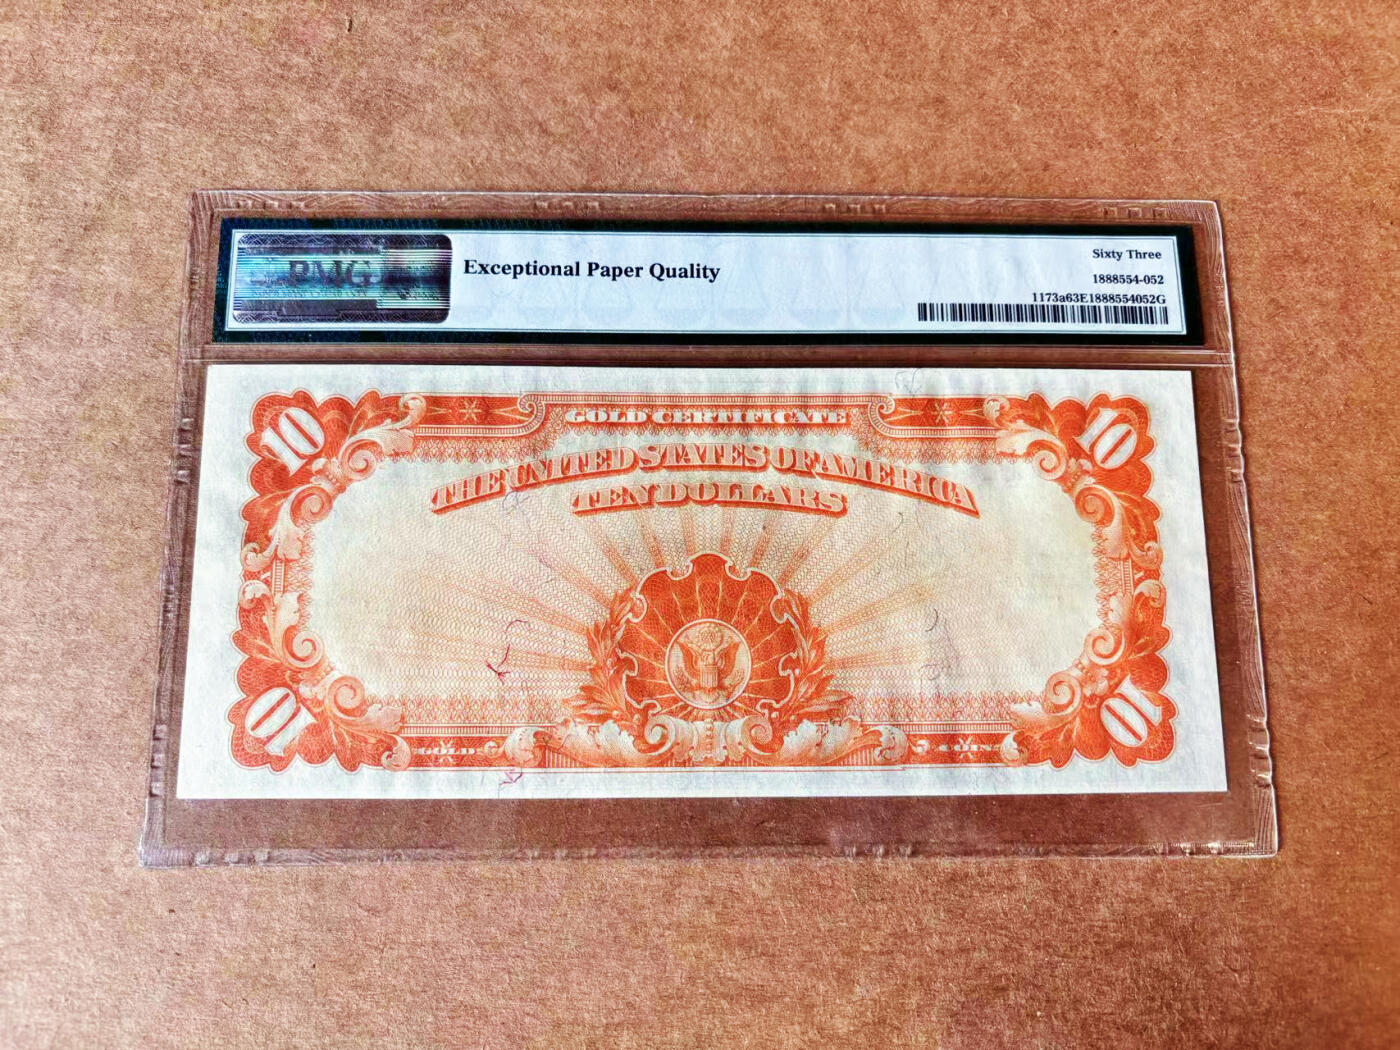 PMG
Exceptional Paper Quality
Sixty Three
1888554-052
1173a63E1888554052G
10
GOLD CERTIFICATE
10
THE UNITED STATES OF AMERICA
TEN DOLLARS
X
X
10
GOLD
COIN
10